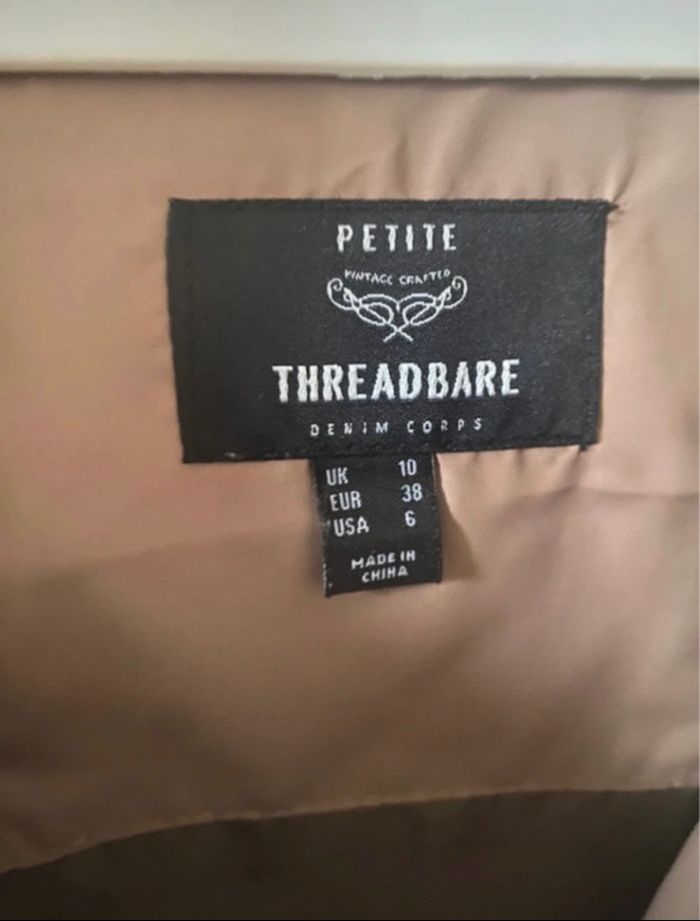 PETITE
VINTAGE CRAFTED
THREADBARE
DENIM CORPS
UK 10
EUR 38
USA 6
MADE IN
CHINA